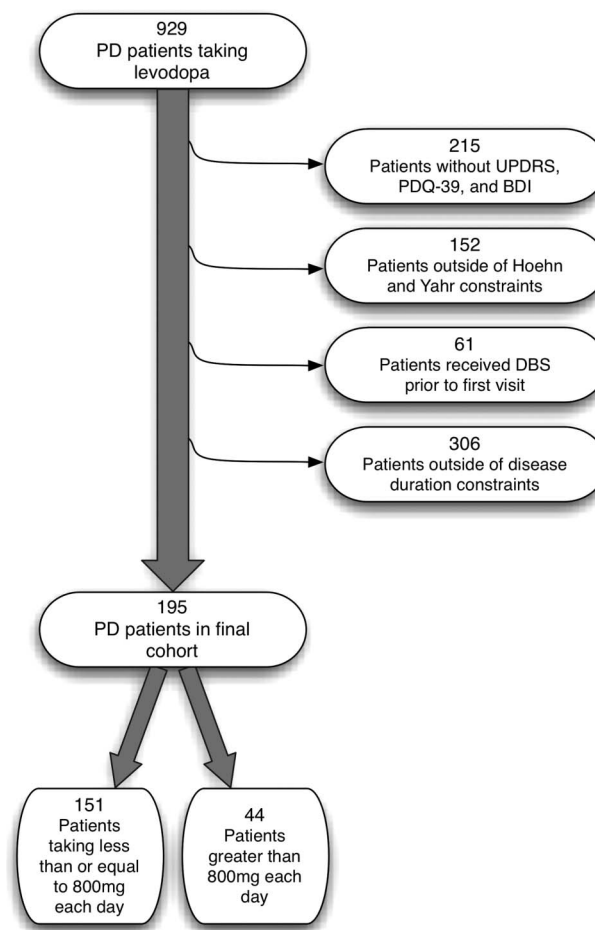 929
PD patients taking
levodopa
215
Patients without UPDRS,
PDQ-39, and BDI
152
Patients outside of Hoehn
and Yahr constraints
61
Patients received DBS
prior to first visit
306
Patients outside of disease
duration constraints
195
PD patients in final
cohort
151
Patients
taking less
than or equal
to 800mg
each day
44
Patients
greater than
800mg each
day